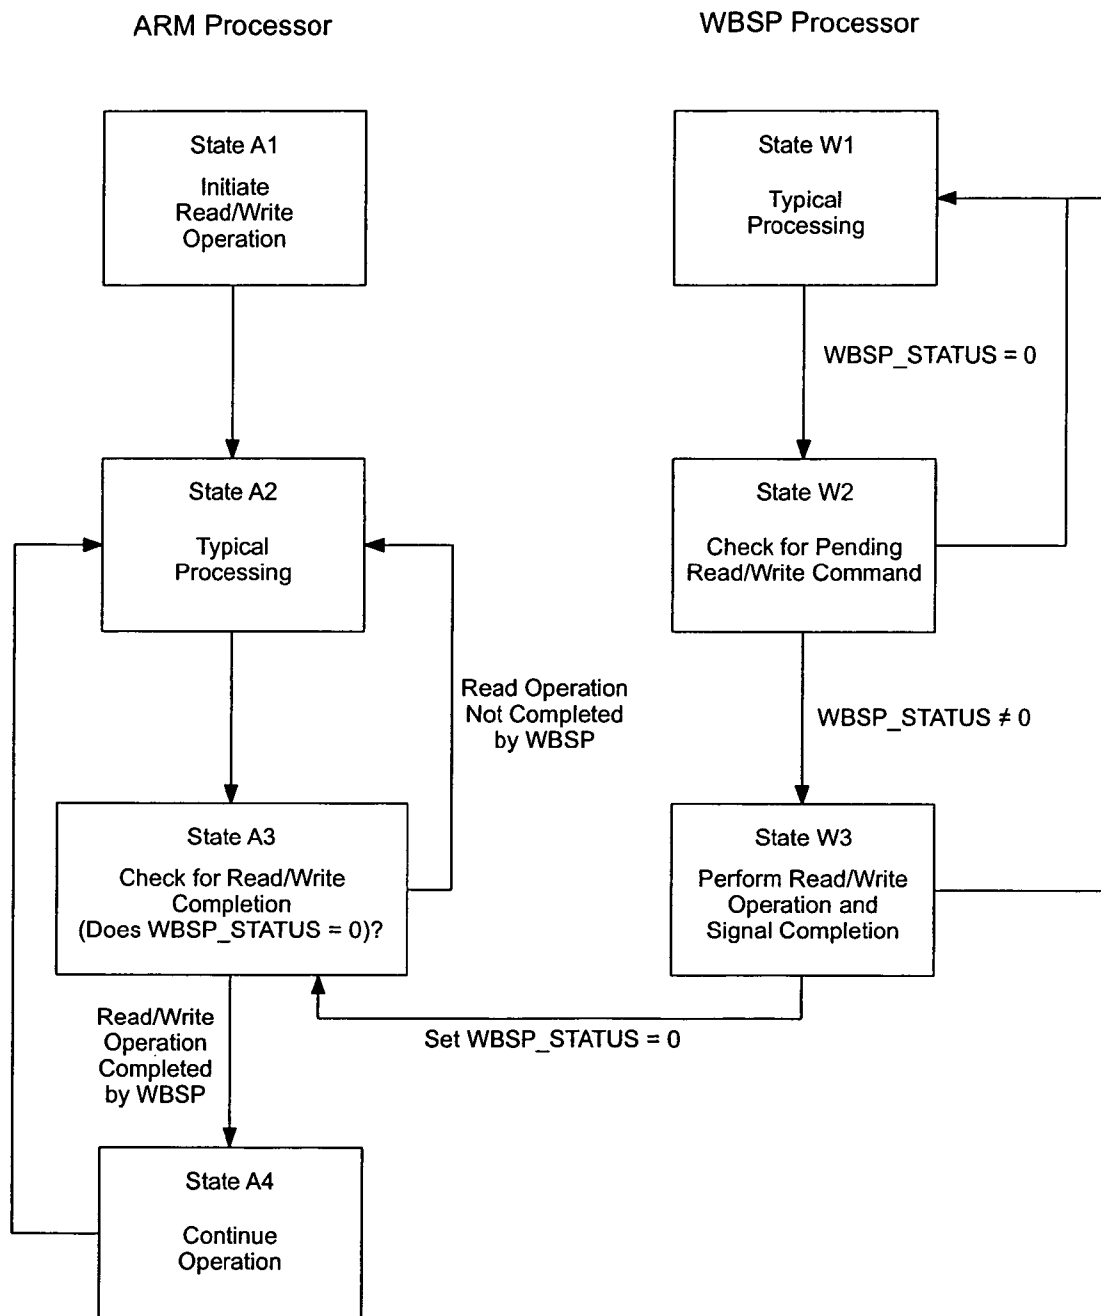 ARM Processor
WBSP Processor
State A1
Initiate
Read/Write
Operation
State W1
Typical
Processing
WBSP_STATUS = 0
State A2
Typical
Processing
State W2
Check for Pending
Read/Write Command
Read Operation
Not Completed
by WBSP
WBSP_STATUS ≠ 0
State A3
Check for Read/Write
Completion
(Does WBSP_STATUS = 0)?
State W3
Perform Read/Write
Operation and
Signal Completion
Read/Write
Operation
Completed
by WBSP
Set WBSP_STATUS = 0
State A4
Continue
Operation